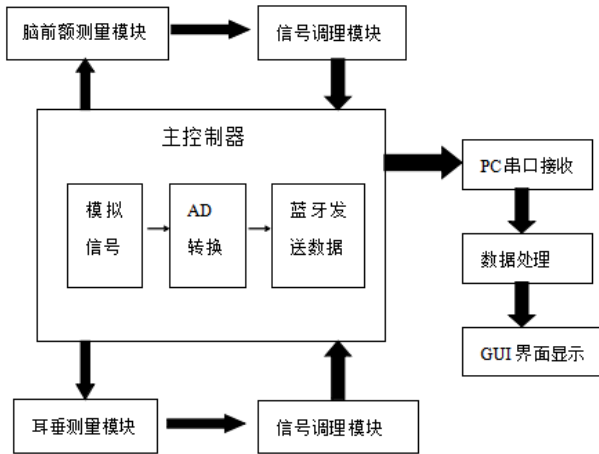 脑前额测量模块
信号调理模块
主控制器
模拟
信号
AD
转换
蓝牙发
送数据
PC串口接收
数据处理
GUI界面显示
耳垂测量模块
信号调理模块